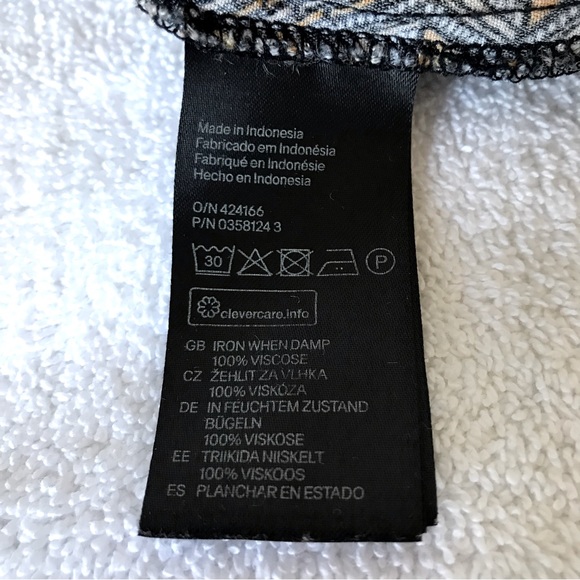 Made in Indonesia
Fabricado em Indonésia
Fabriqué en Indonésie
Hecho en Indonesia
O/N 424166
P/N 0358124 3
30 P
clevercare.info
GB IRON WHEN DAMP
100% VISCOSE
CZ ŽEHLIT ZA VLHKA
100% VISKÓZA
DE IN FEUCHTEM ZUSTAND
BÜGELN
100% VISKOSE
EE TRIIKIDA NIISKELT
100% VISKOOS
ES PLANCHAR EN ESTADO